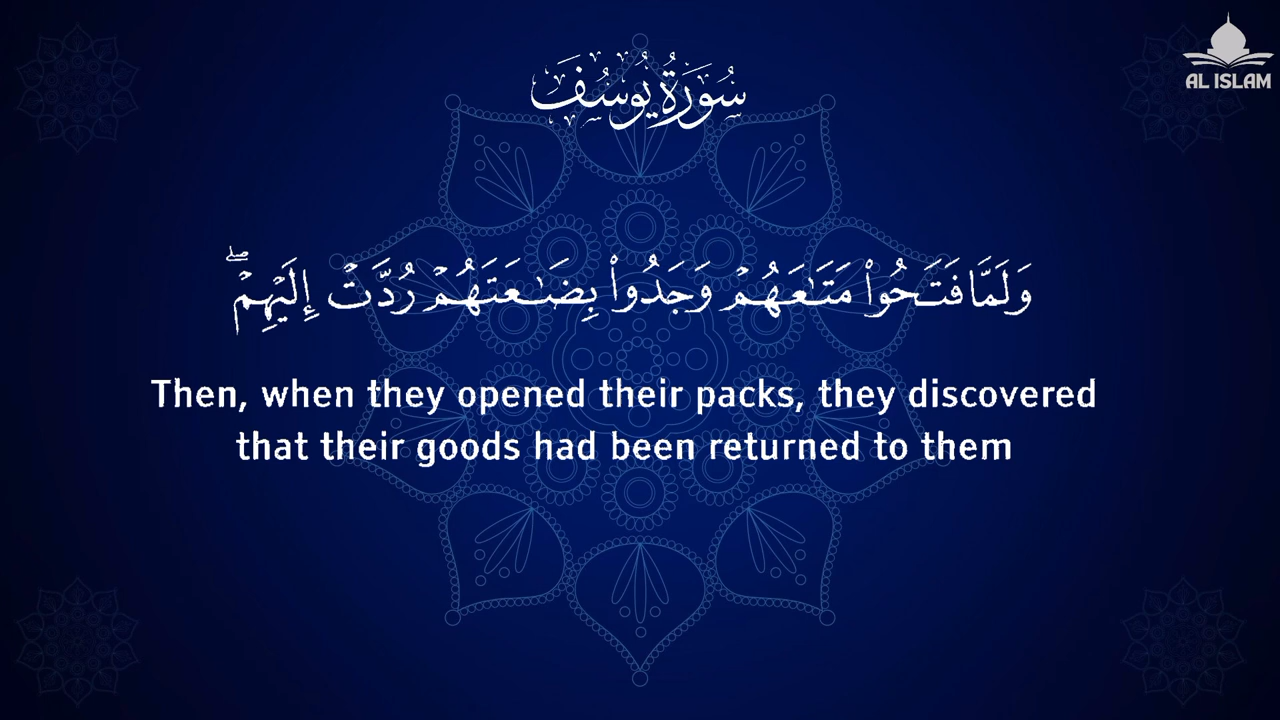 سُورَةُ يُوسُفَ
AL ISLAM
وَلَمَّا فَتَحُوا۟ مَتَـٰعَهُمْ وَجَدُوا۟ بِضَـٰعَتَهُمْ رُدَّتْ إِلَيْهِمْ ۖ
Then, when they opened their packs, they discovered
that their goods had been returned to them